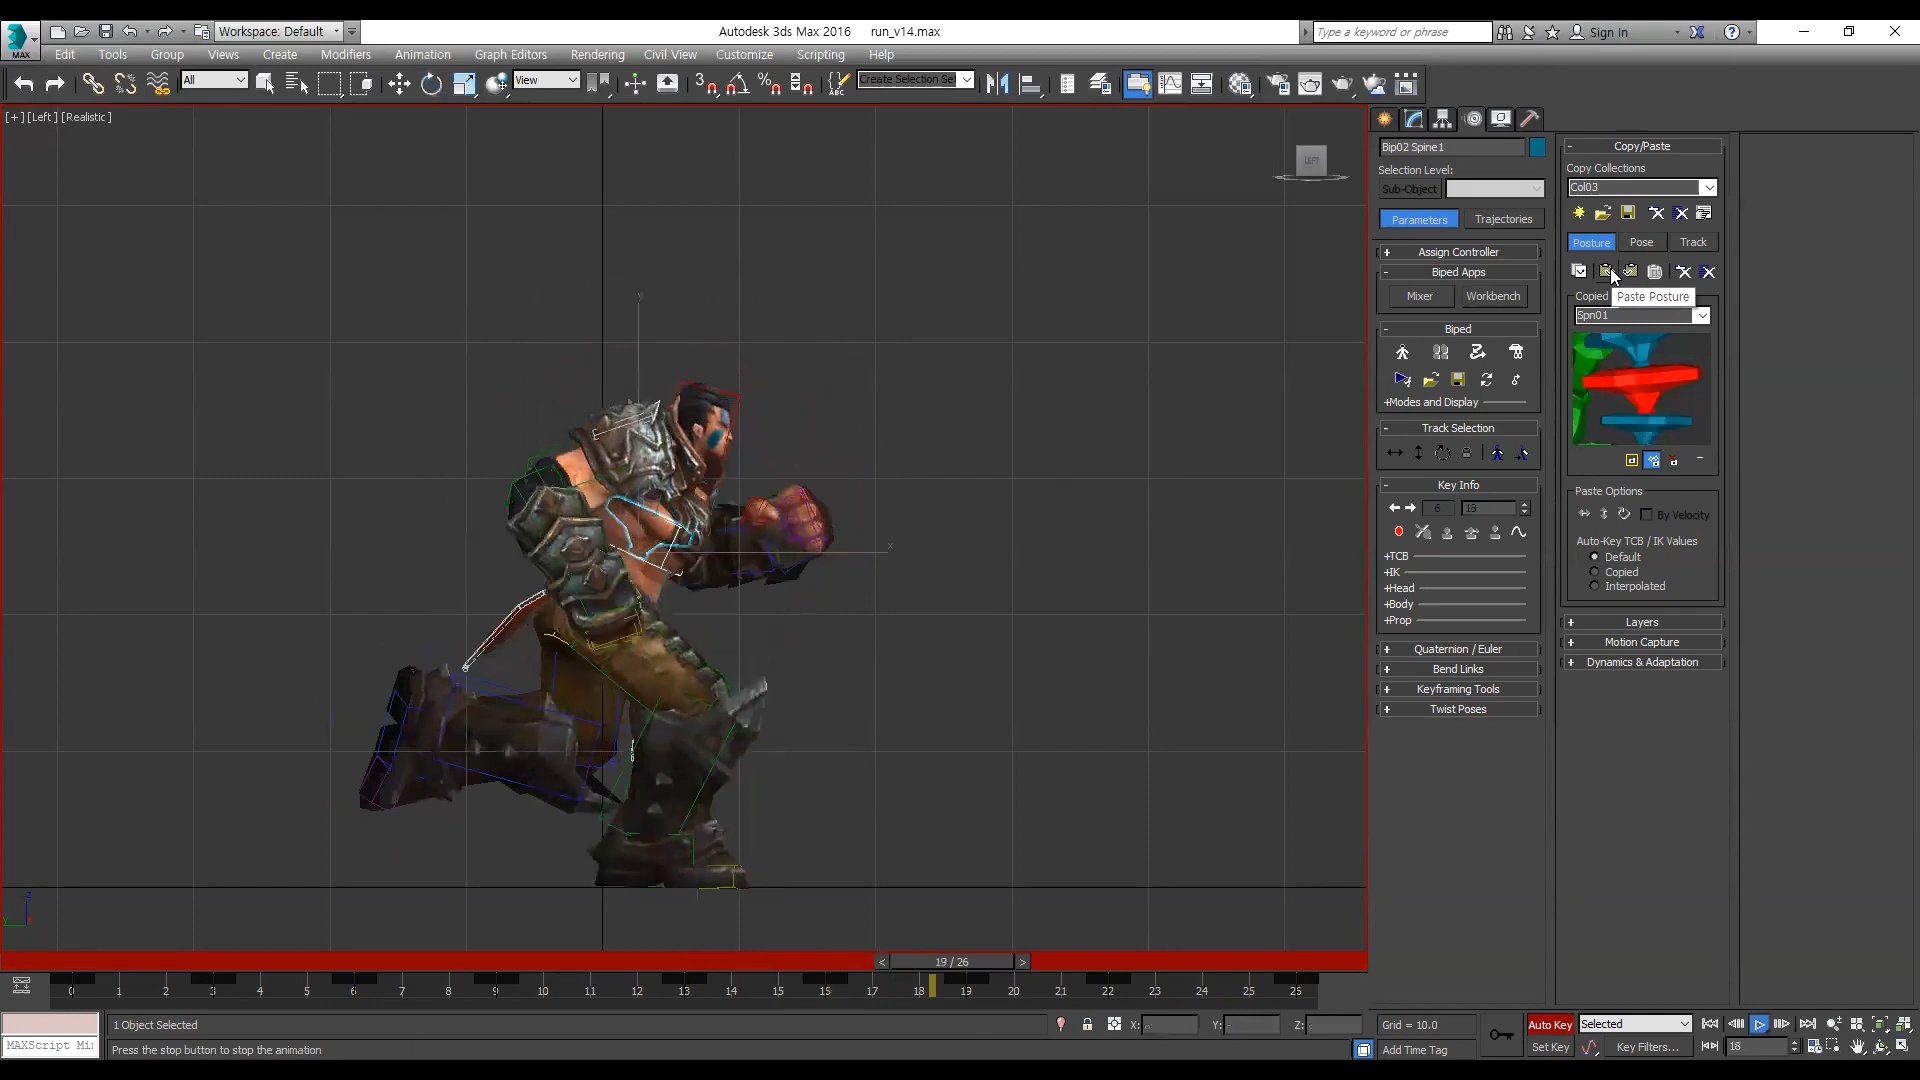 MAX
Workspace: Default
Autodesk 3ds Max 2016
run_v14.max
Type a keyword or phrase
Sign In
Edit
Tools
Group
Views
Create
Modifiers
Animation
Graph Editors
Rendering
Civil View
Customize
Scripting
Help
All
View
3
ABC
Create Selection Se
[+] [Left] [Realistic]
LEFT
y
x
z
y
Bip02 Spine1
Selection Level:
Sub-Object
Parameters
Trajectories
+ Assign Controller
- Biped Apps
Mixer
Workbench
- Biped
+Modes and Display
- Track Selection
- Key Info
6
18
+TCB
+IK
+Head
+Body
+Prop
+ Quaternion / Euler
+ Bend Links
+ Keyframing Tools
+ Twist Poses
- Copy/Paste
Copy Collections
Col03
Posture
Pose
Track
Copied
Paste Posture
Spn01
Paste Options
By Velocity
Auto-Key TCB / IK Values
Default
Copied
Interpolated
+ Layers
+ Motion Capture
+ Dynamics & Adaptation
< 19 / 26 >
0 1 2 3 4 5 6 7 8 9 10 11 12 13 14 15 16 17 18 19 20 21 22 23 24 25 26
1 Object Selected
X:
Y:
Z:
Grid = 10.0
Auto Key
Selected
MAXScript Mi
Press the stop button to stop the animation
Add Time Tag
Set Key
Key Filters...
18